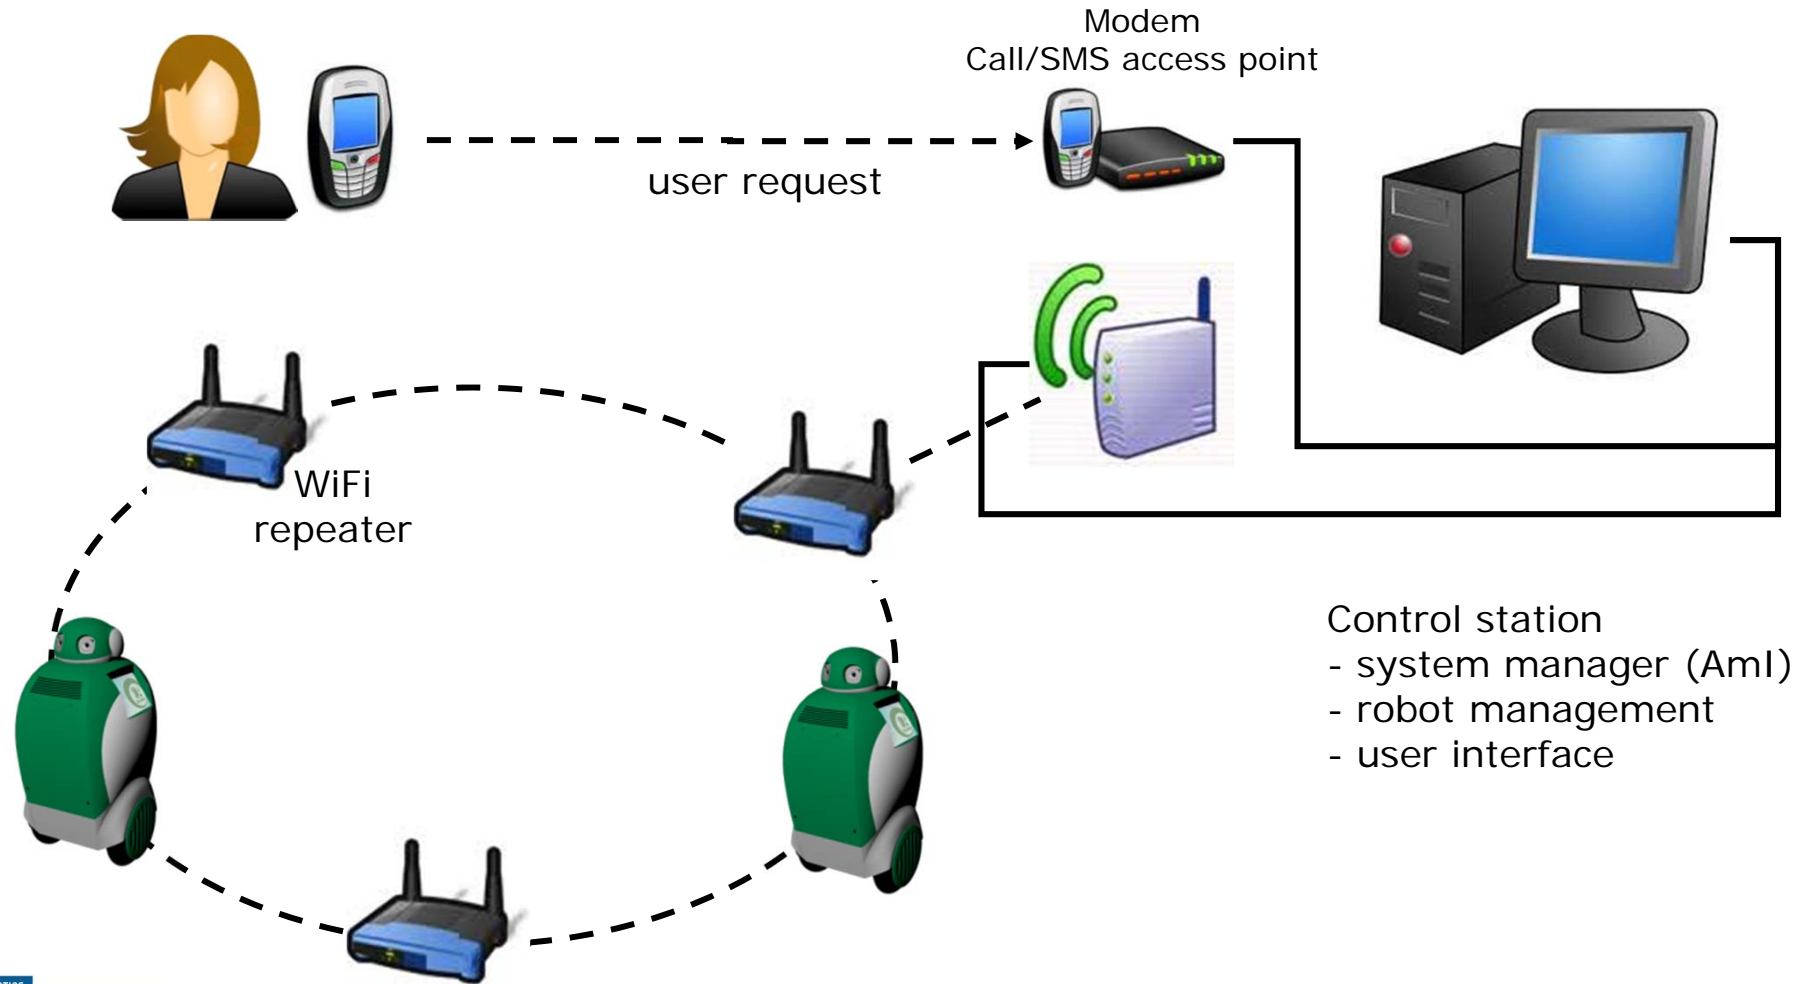 Modem
Call/SMS access point
user request
WiFi
repeater
Control station
- system manager (AmI)
- robot management
- user interface